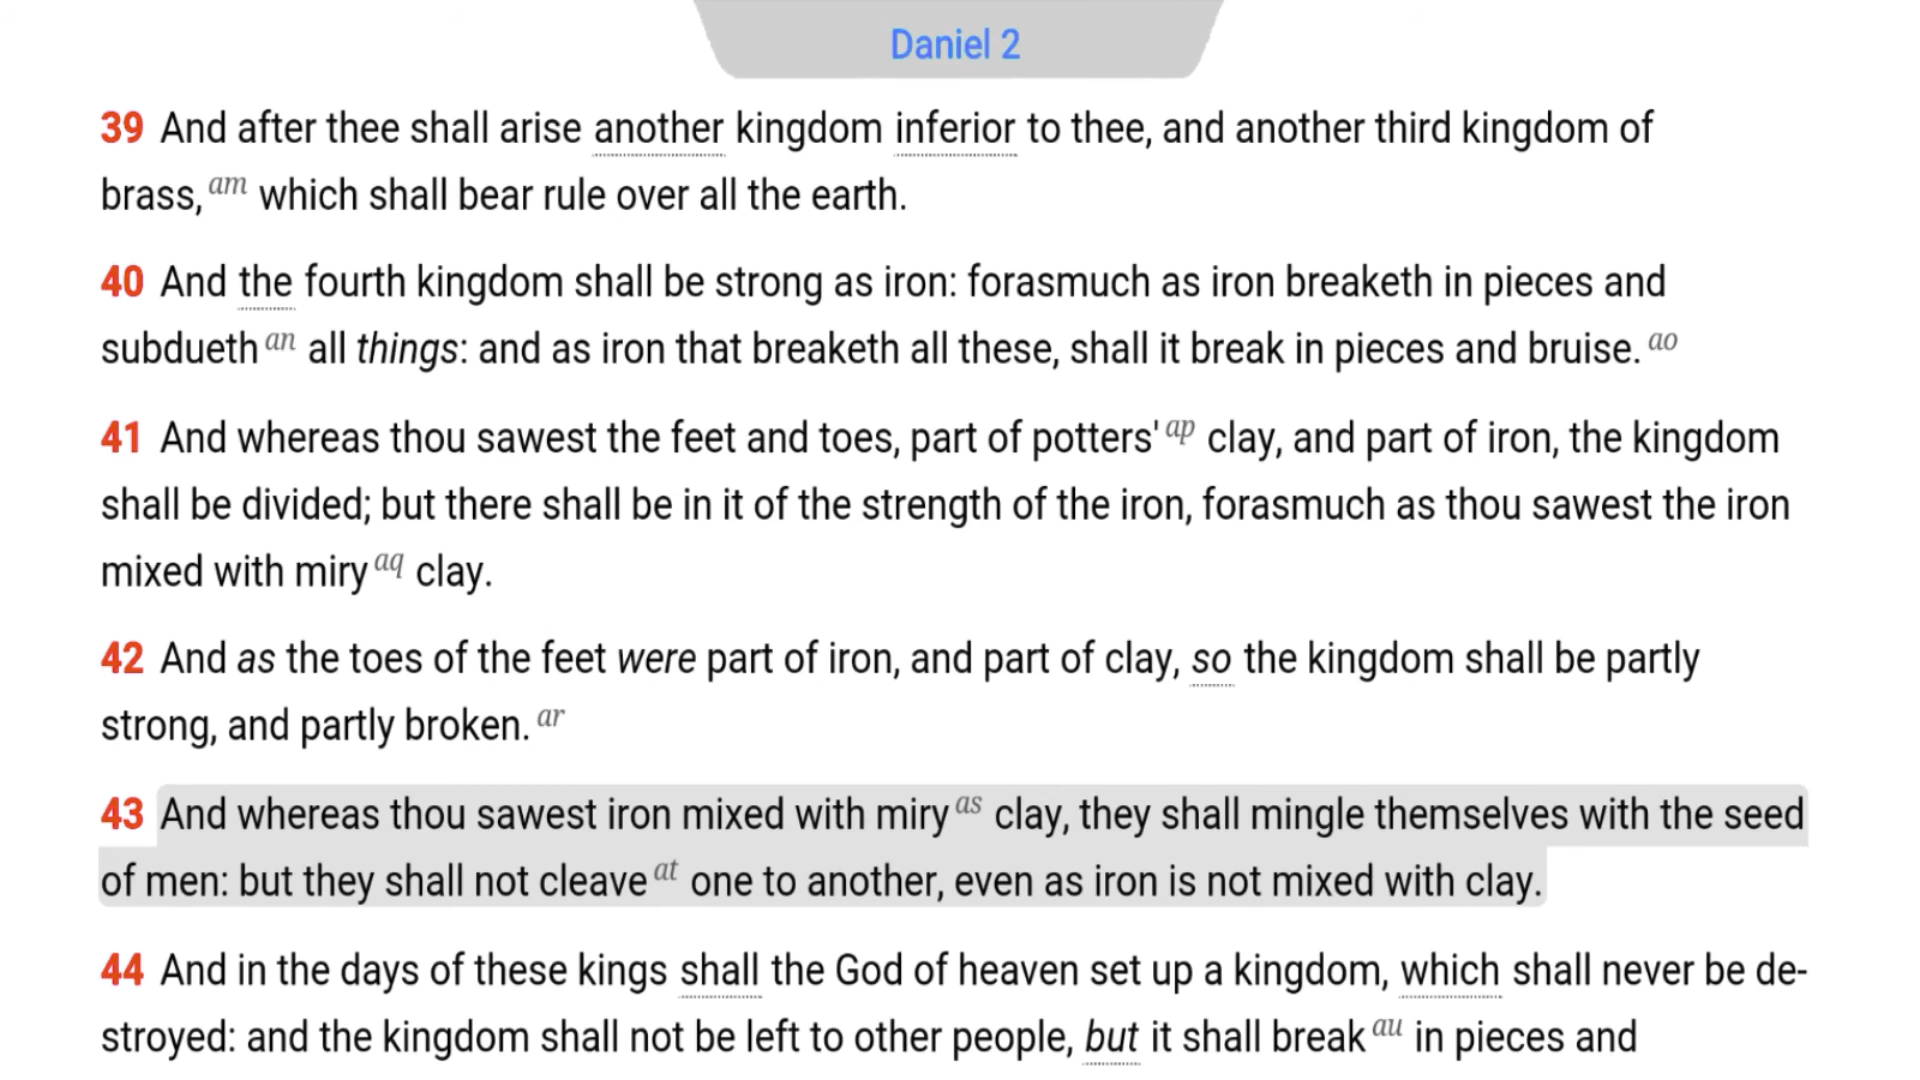 Daniel 2
39 And after thee shall arise another kingdom inferior to thee, and another third kingdom of
brass, am which shall bear rule over all the earth.
40 And the fourth kingdom shall be strong as iron: forasmuch as iron breaketh in pieces and
subdueth an all things: and as iron that breaketh all these, shall it break in pieces and bruise. ao
41 And whereas thou sawest the feet and toes, part of potters' ap clay, and part of iron, the kingdom
shall be divided; but there shall be in it of the strength of the iron, forasmuch as thou sawest the iron
mixed with miry aq clay.
42 And as the toes of the feet were part of iron, and part of clay, so the kingdom shall be partly
strong, and partly broken. ar
43 And whereas thou sawest iron mixed with miry as clay, they shall mingle themselves with the seed
of men: but they shall not cleave at one to another, even as iron is not mixed with clay.
44 And in the days of these kings shall the God of heaven set up a kingdom, which shall never be de-
stroyed: and the kingdom shall not be left to other people, but it shall break au in pieces and